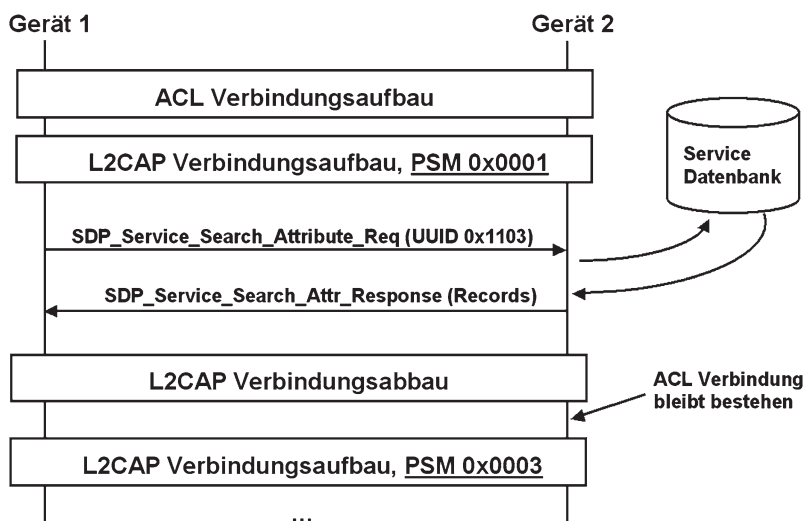 Gerät 1
Gerät 2
ACL Verbindungsaufbau
L2CAP Verbindungsaufbau, PSM 0x0001
Service
Datenbank
SDP_Service_Search_Attribute_Req (UUID 0x1103)
SDP_Service_Search_Attr_Response (Records)
L2CAP Verbindungsabbau
ACL Verbindung
bleibt bestehen
L2CAP Verbindungsaufbau, PSM 0x0003
...